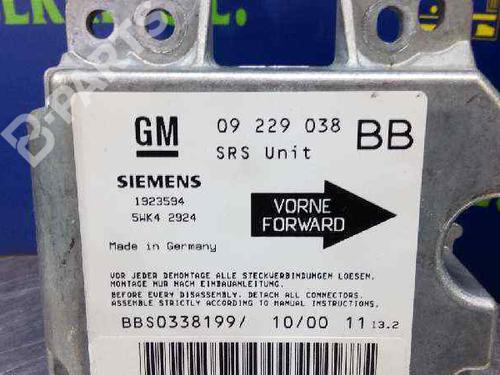 GM
09 229 038
BB
SRS Unit
SIEMENS
1923594
5WK4 2924
VORNE
FORWARD
Made in Germany
VOR JEDER DEMONTAGE ALLE STECKVERBINDUNGEN LOESEN.
MONTAGE NUR NACH EINBAUANLEITUNG.
BEFORE EVERY DISASSEMBLY, DETACH ALL CONNECTORS.
ASSEMBLE STRICTLY ACCORDING TO MANUAL INSTRUCTIONS.
BBS0338199/ 10/00 11 13.2
B-PARTS